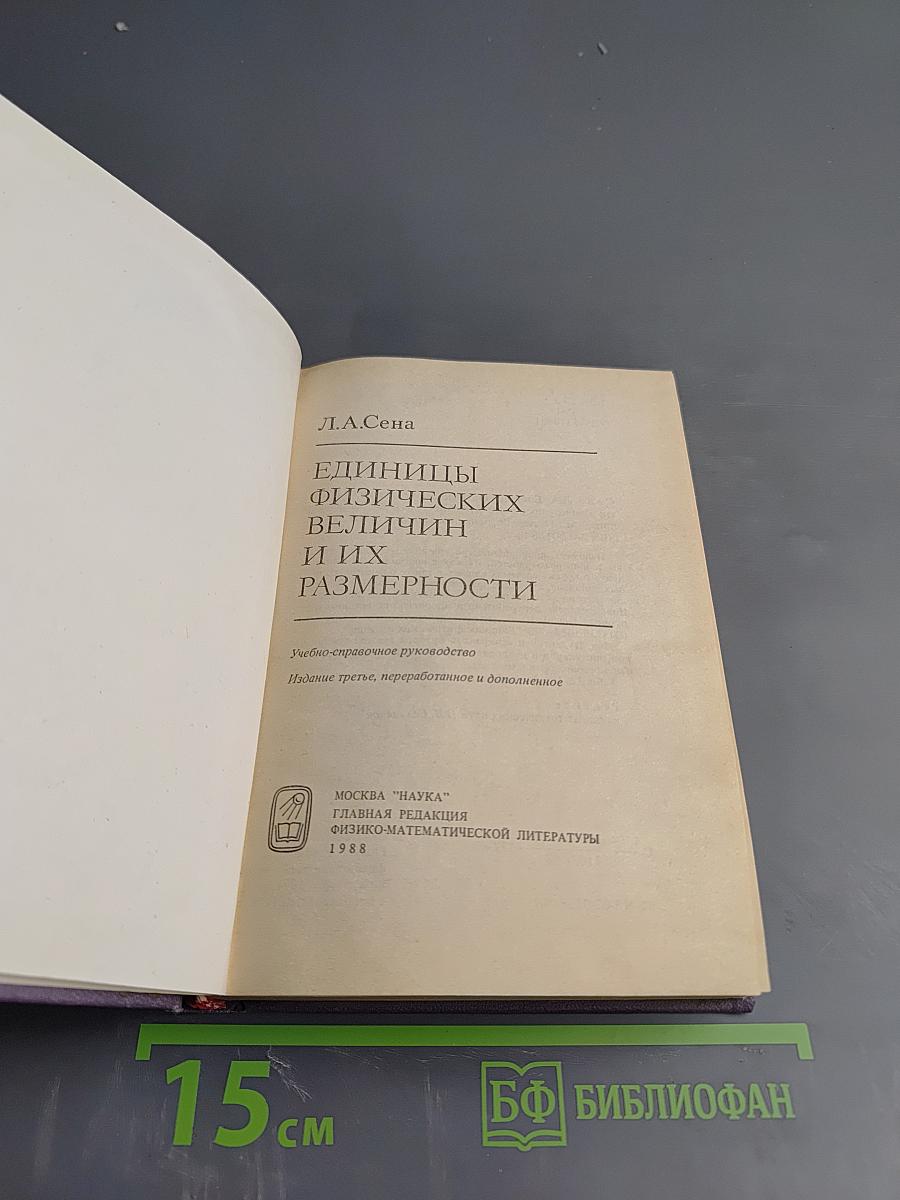 Л.А.Сена
ЕДИНИЦЫ
ФИЗИЧЕСКИХ
ВЕЛИЧИН
И ИХ
РАЗМЕРНОСТИ
Учебно-справочное руководство
Издание третье, переработанное и дополненное
МОСКВА "НАУКА"
ГЛАВНАЯ РЕДАКЦИЯ
ФИЗИКО-МАТЕМАТИЧЕСКОЙ ЛИТЕРАТУРЫ
1988
15 см
БФ БИБЛИОФАН